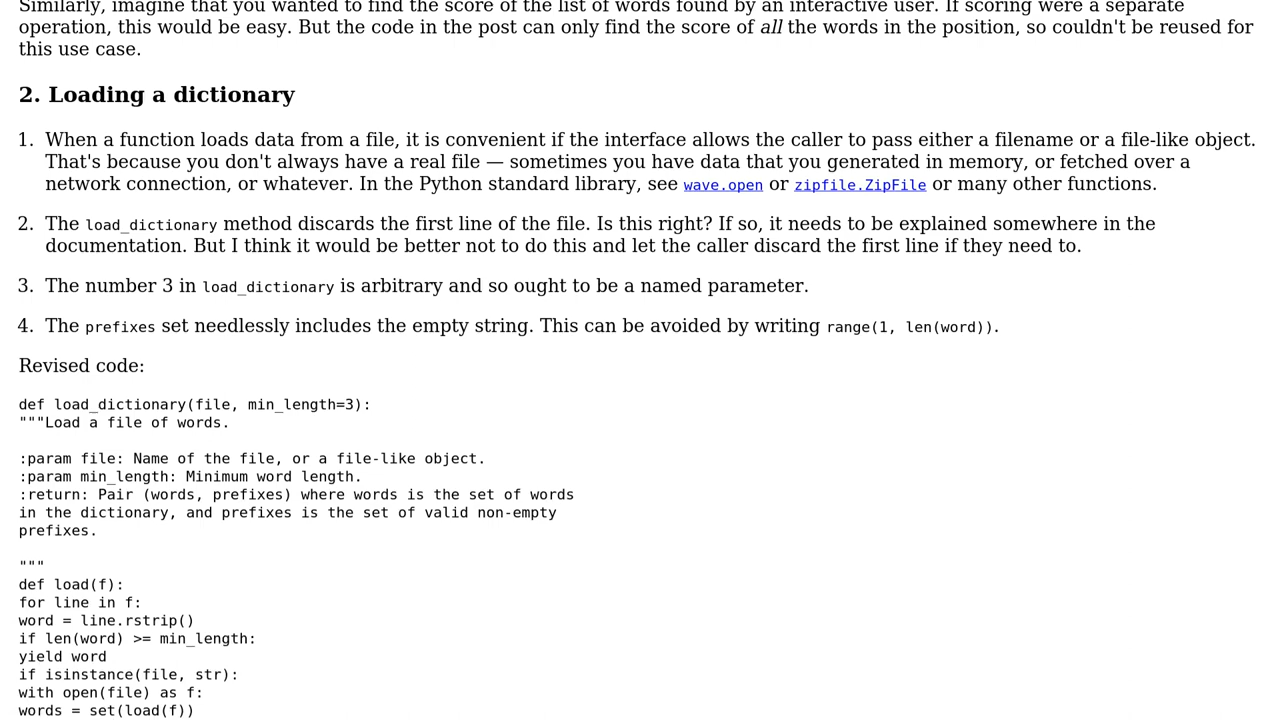 Similarly, imagine that you wanted to find the score of the list of words found by an interactive user. If scoring were a separate
operation, this would be easy. But the code in the post can only find the score of all the words in the position, so couldn't be reused for
this use case.
2. Loading a dictionary
1. When a function loads data from a file, it is convenient if the interface allows the caller to pass either a filename or a file-like object.
That's because you don't always have a real file — sometimes you have data that you generated in memory, or fetched over a
network connection, or whatever. In the Python standard library, see wave.open or zipfile.ZipFile or many other functions.
2. The load_dictionary method discards the first line of the file. Is this right? If so, it needs to be explained somewhere in the
documentation. But I think it would be better not to do this and let the caller discard the first line if they need to.
3. The number 3 in load_dictionary is arbitrary and so ought to be a named parameter.
4. The prefixes set needlessly includes the empty string. This can be avoided by writing range(1, len(word)).
Revised code:
def load_dictionary(file, min_length=3):
"""Load a file of words.
:param file: Name of the file, or a file-like object.
:param min_length: Minimum word length.
:return: Pair (words, prefixes) where words is the set of words
in the dictionary, and prefixes is the set of valid non-empty
prefixes.
"""
def load(f):
for line in f:
word = line.rstrip()
if len(word) >= min_length:
yield word
if isinstance(file, str):
with open(file) as f:
words = set(load(f))